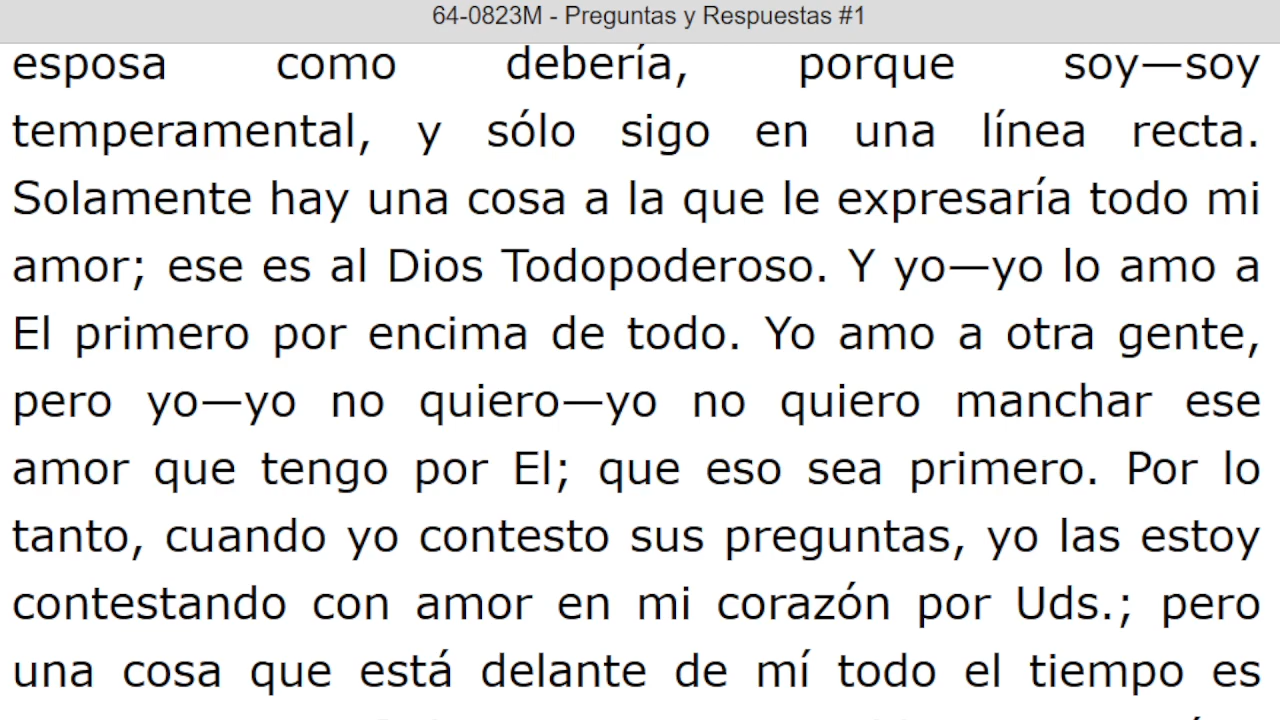 64-0823M - Preguntas y Respuestas #1
esposa como debería, porque soy—soy
temperamental, y sólo sigo en una línea recta.
Solamente hay una cosa a la que le expresaría todo mi
amor; ese es al Dios Todopoderoso. Y yo—yo lo amo a
El primero por encima de todo. Yo amo a otra gente,
pero yo—yo no quiero—yo no quiero manchar ese
amor que tengo por El; que eso sea primero. Por lo
tanto, cuando yo contesto sus preguntas, yo las estoy
contestando con amor en mi corazón por Uds.; pero
una cosa que está delante de mí todo el tiempo es